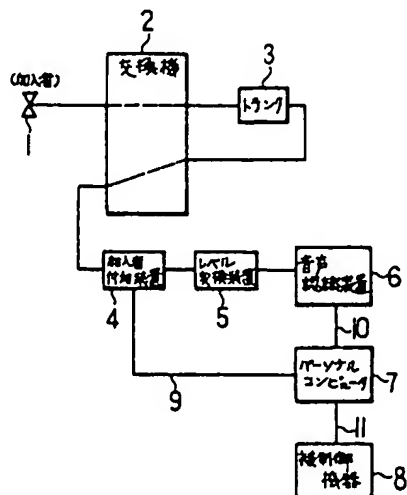 2
交換機
3
(加入者)
トランク
1
加入者
付加装置
レベル
変換装置
音声
認識装置
6
4
5
10
パーソナル
コンピュータ
7
9
11
被制御
機器
8